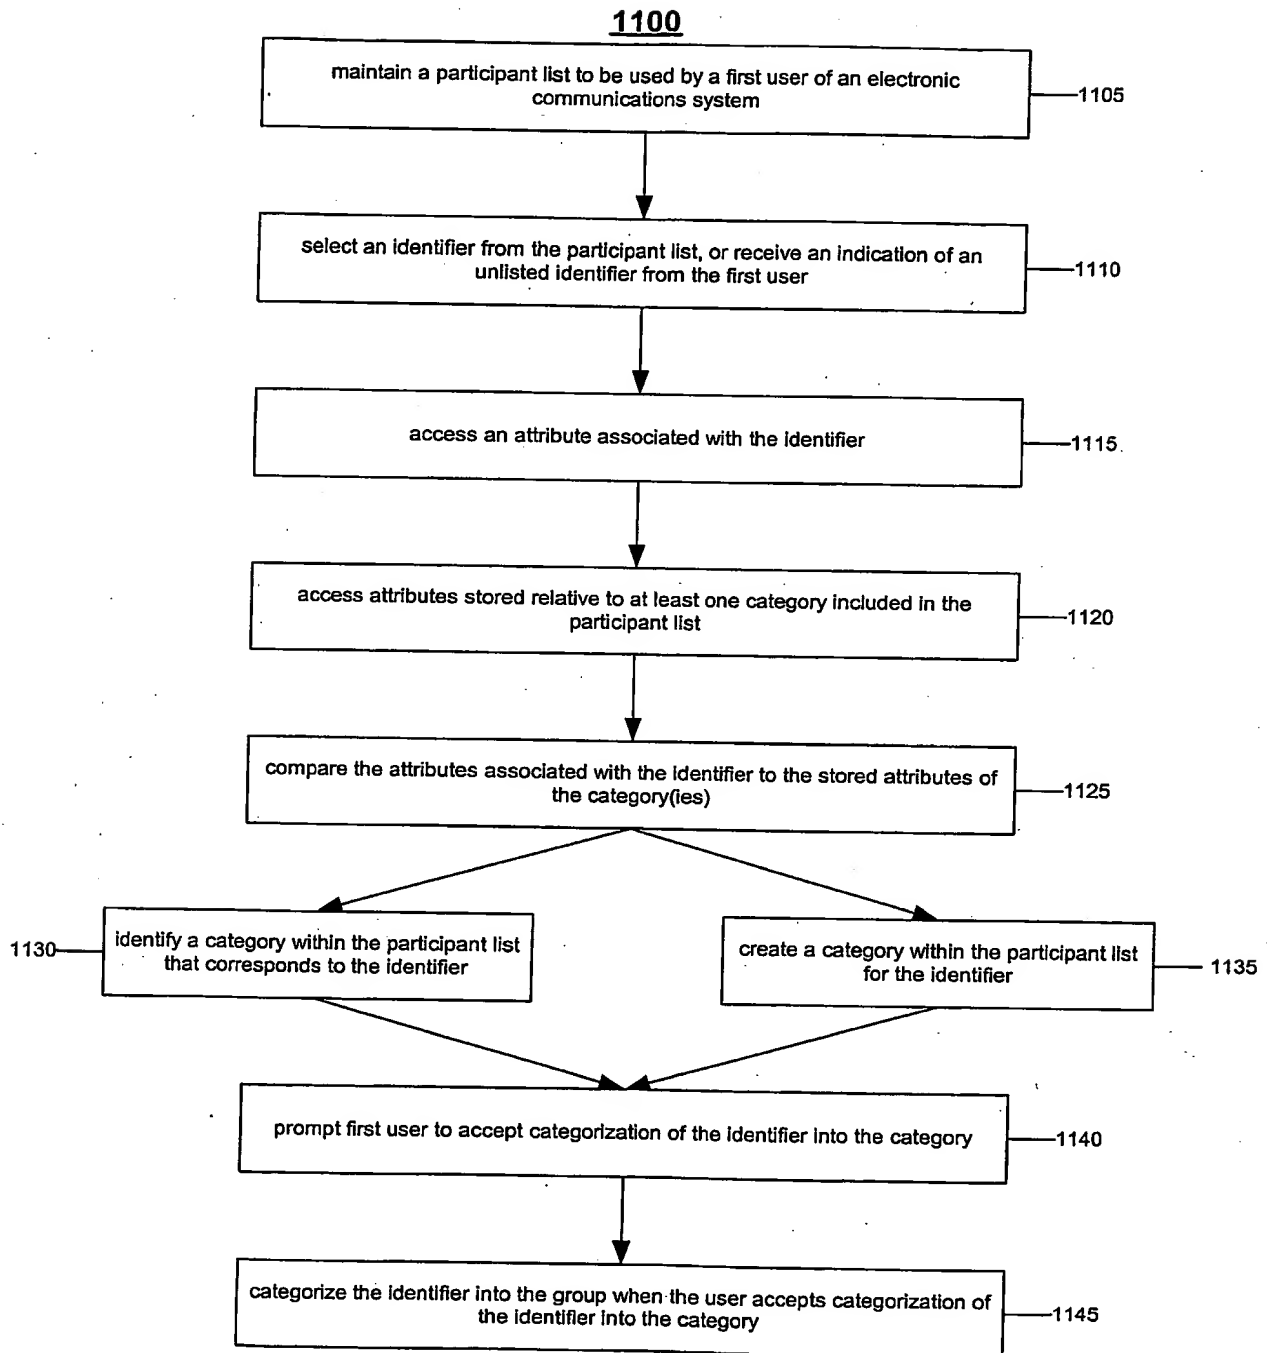 1100
maintain a participant list to be used by a first user of an electronic
communications system
1105
select an identifier from the participant list, or receive an indication of an
unlisted identifier from the first user
1110
access an attribute associated with the identifier
1115
access attributes stored relative to at least one category included in the
participant list
1120
compare the attributes associated with the identifier to the stored attributes of
the category(ies)
1125
1130
identify a category within the participant list
that corresponds to the identifier
create a category within the participant list
for the identifier
1135
prompt first user to accept categorization of the identifier into the category
1140
categorize the identifier into the group when the user accepts categorization of
the identifier into the category
1145